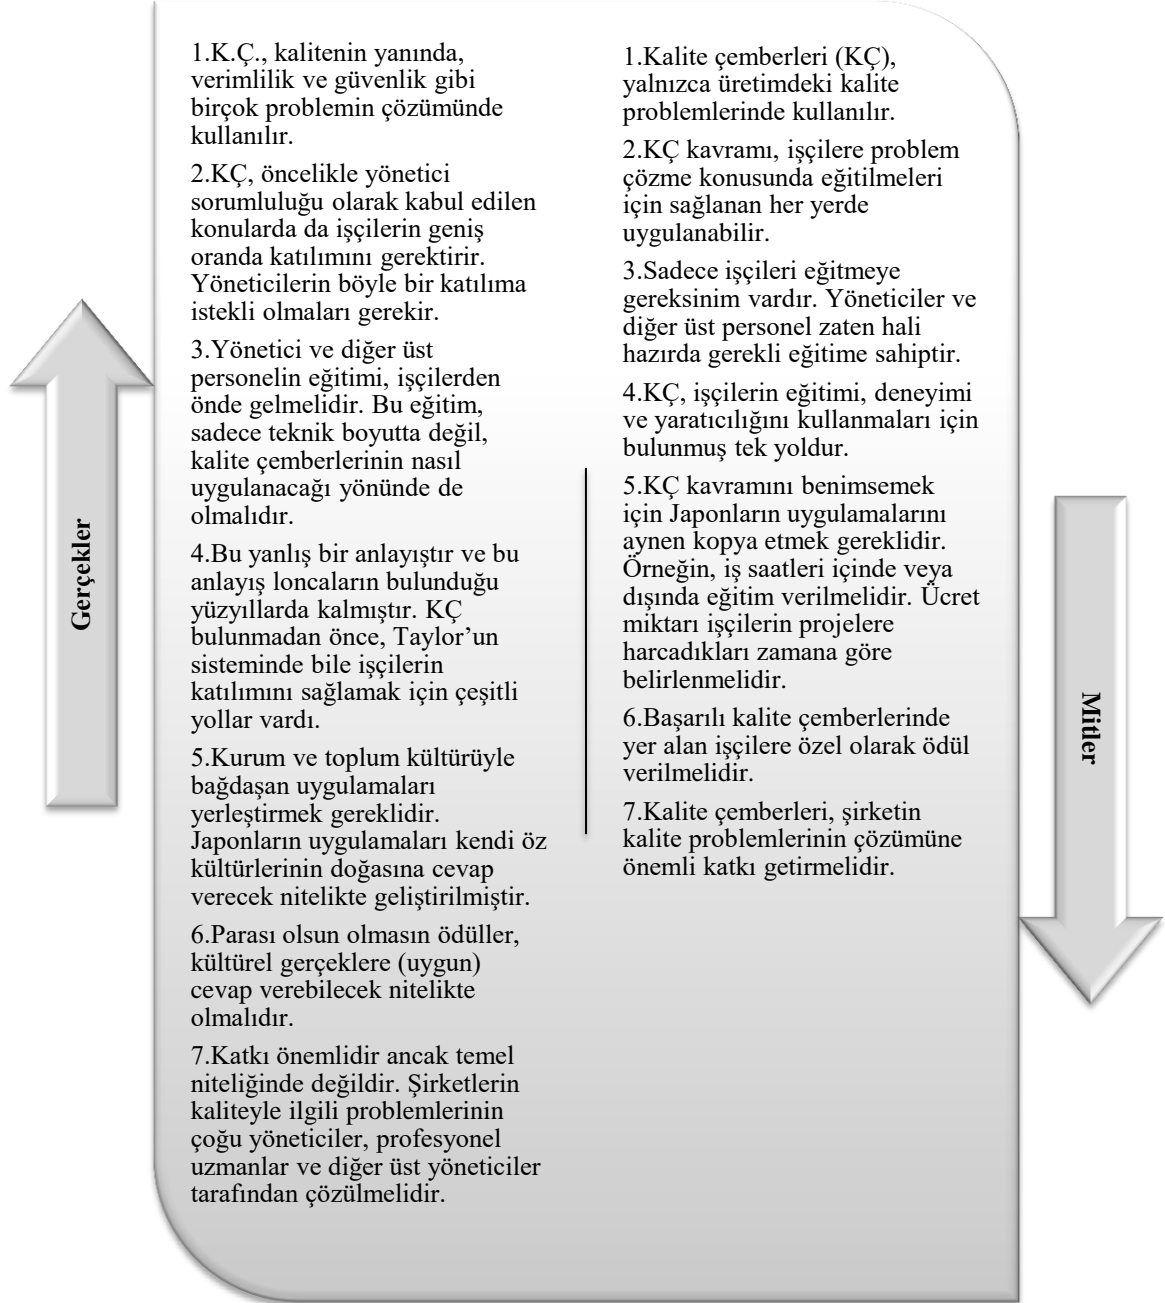 Gerçekler
1.K.Ç., kalitenin yanında,
verimlilik ve güvenlik gibi
birçok problemin çözümünde
kullanılır.
2.KÇ, öncelikle yönetici
sorumluluğu olarak kabul edilen
konularda da işçilerin geniş
oranda katılımını gerektirir.
Yöneticilerin böyle bir katılıma
istekli olmaları gerekir.
3.Yönetici ve diğer üst
personelin eğitimi, işçilerden
önde gelmelidir. Bu eğitim,
sadece teknik boyutta değil,
kalite çemberlerinin nasıl
uygulanacağı yönünde de
olmalıdır.
4.Bu yanlış bir anlayıştır ve bu
anlayış loncaların bulunduğu
yüzyıllarda kalmıştır. KÇ
bulunmadan önce, Taylor’un
sisteminde bile işçilerin
katılımını sağlamak için çeşitli
yollar vardı.
5.Kurum ve toplum kültürüyle
bağdaşan uygulamaları
yerleştirmek gereklidir.
Japonların uygulamaları kendi öz
kültürlerinin doğasına cevap
verecek nitelikte geliştirilmiştir.
6.Parası olsun olmasın ödüller,
kültürel gerçeklere (uygun)
cevap verebilecek nitelikte
olmalıdır.
7.Katkı önemlidir ancak temel
niteliğinde değildir. Şirketlerin
kaliteyle ilgili problemlerinin
çoğu yöneticiler, profesyonel
uzmanlar ve diğer üst yöneticiler
tarafından çözülmelidir.
1.Kalite çemberleri (KÇ),
yalnızca üretimdeki kalite
problemlerinde kullanılır.
2.KÇ kavramı, işçilere problem
çözme konusunda eğitilmeleri
için sağlanan her yerde
uygulanabilir.
3.Sadece işçileri eğitmeye
gereksinim vardır. Yöneticiler ve
diğer üst personel zaten hali
hazırda gerekli eğitime sahiptir.
4.KÇ, işçilerin eğitimi, deneyimi
ve yaratıcılığını kullanmaları için
bulunmuş tek yoldur.
5.KÇ kavramını benimsemek
için Japonların uygulamalarını
aynen kopya etmek gereklidir.
Örneğin, iş saatleri içinde veya
dışında eğitim verilmelidir. Ücret
miktarı işçilerin projelere
harcadıkları zamana göre
belirlenmelidir.
6.Başarılı kalite çemberlerinde
yer alan işçilere özel olarak ödül
verilmelidir.
7.Kalite çemberleri, şirketin
kalite problemlerinin çözümüne
önemli katkı getirmelidir.
Mitler